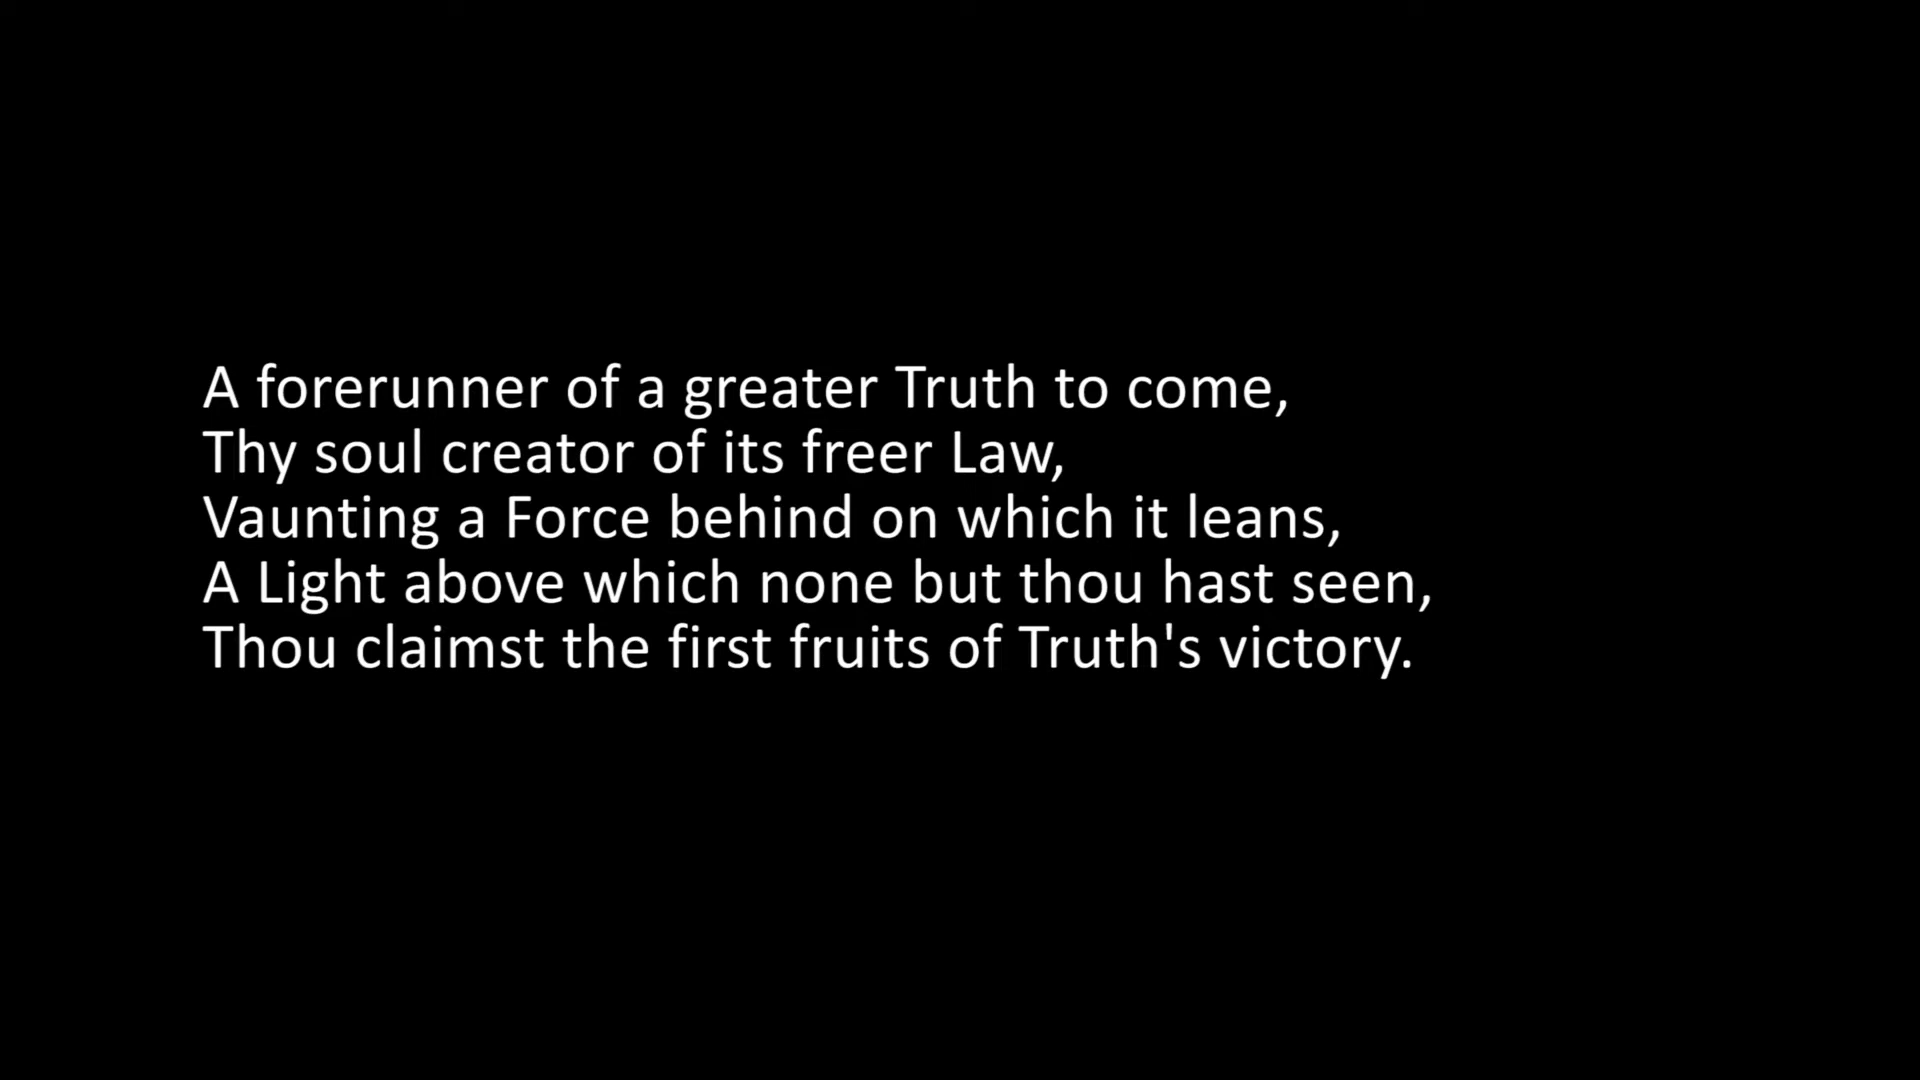 A forerunner of a greater Truth to come,
Thy soul creator of its freer Law,
Vaunting a Force behind on which it leans,
A Light above which none but thou hast seen,
Thou claimst the first fruits of Truth's victory.